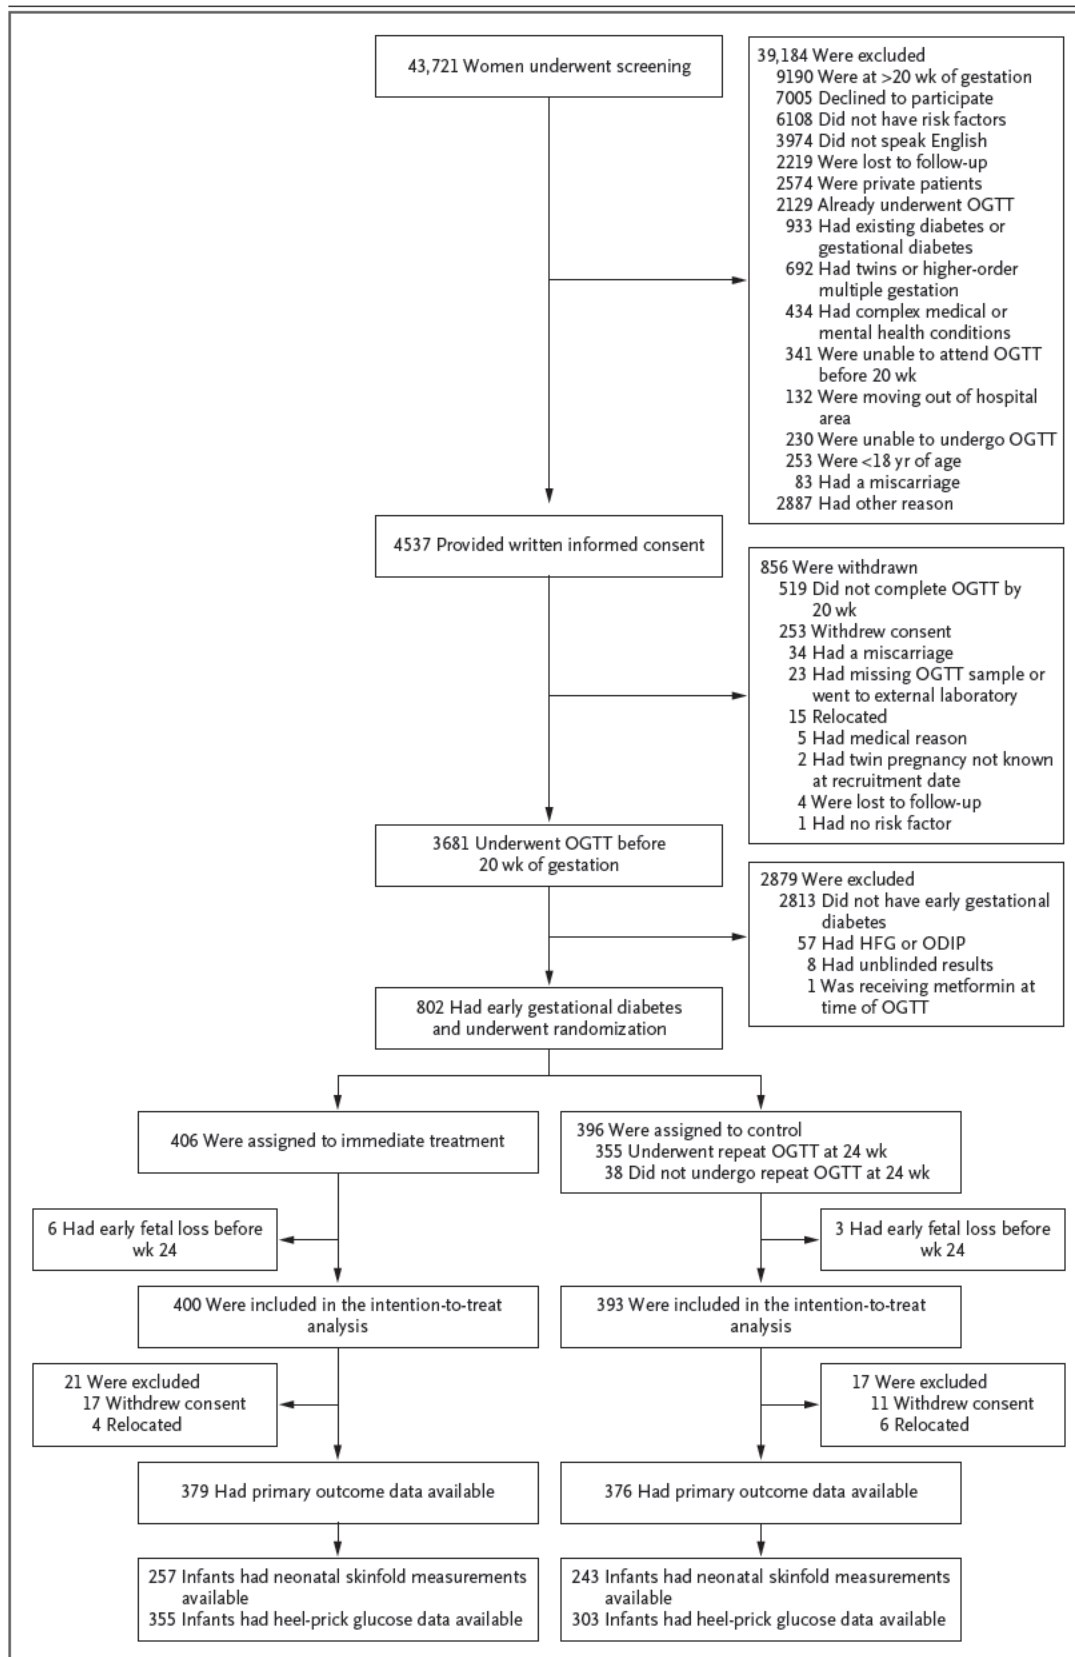 43,721 Women underwent screening
39,184 Were excluded
9190 Were at >20 wk of gestation
7005 Declined to participate
6108 Did not have risk factors
3974 Did not speak English
2219 Were lost to follow-up
2574 Were private patients
2129 Already underwent OGTT
933 Had existing diabetes or
gestational diabetes
692 Had twins or higher-order
multiple gestation
434 Had complex medical or
mental health conditions
341 Were unable to attend OGTT
before 20 wk
132 Were moving out of hospital
area
230 Were unable to undergo OGTT
253 Were <18 yr of age
83 Had a miscarriage
2887 Had other reason
4537 Provided written informed consent
856 Were withdrawn
519 Did not complete OGTT by
20 wk
253 Withdrew consent
34 Had a miscarriage
23 Had missing OGTT sample or
went to external laboratory
15 Relocated
5 Had medical reason
2 Had twin pregnancy not known
at recruitment date
4 Were lost to follow-up
1 Had no risk factor
3681 Underwent OGTT before
20 wk of gestation
2879 Were excluded
2813 Did not have early gestational
diabetes
57 Had HFG or ODIP
8 Had unblinded results
1 Was receiving metformin at
time of OGTT
802 Had early gestational diabetes
and underwent randomization
406 Were assigned to immediate treatment
396 Were assigned to control
355 Underwent repeat OGTT at 24 wk
38 Did not undergo repeat OGTT at 24 wk
6 Had early fetal loss before
wk 24
3 Had early fetal loss before
wk 24
400 Were included in the intention-to-treat
analysis
393 Were included in the intention-to-treat
analysis
21 Were excluded
17 Withdrew consent
4 Relocated
17 Were excluded
11 Withdrew consent
6 Relocated
379 Had primary outcome data available
376 Had primary outcome data available
257 Infants had neonatal skinfold measurements
available
355 Infants had heel-prick glucose data available
243 Infants had neonatal skinfold measurements
available
303 Infants had heel-prick glucose data available